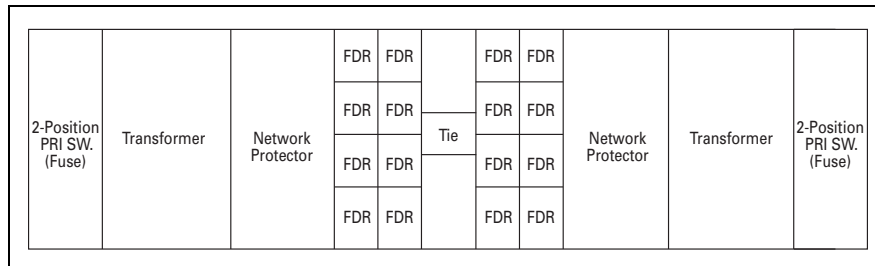 FDR FDR FDR FDR
FDR FDR FDR FDR
2-Position
PRI SW.
(Fuse)
Transformer
Network
Protector
Tie
Network
Protector
Transformer
2-Position
PRI SW.
(Fuse)
FDR FDR FDR FDR
FDR FDR FDR FDR